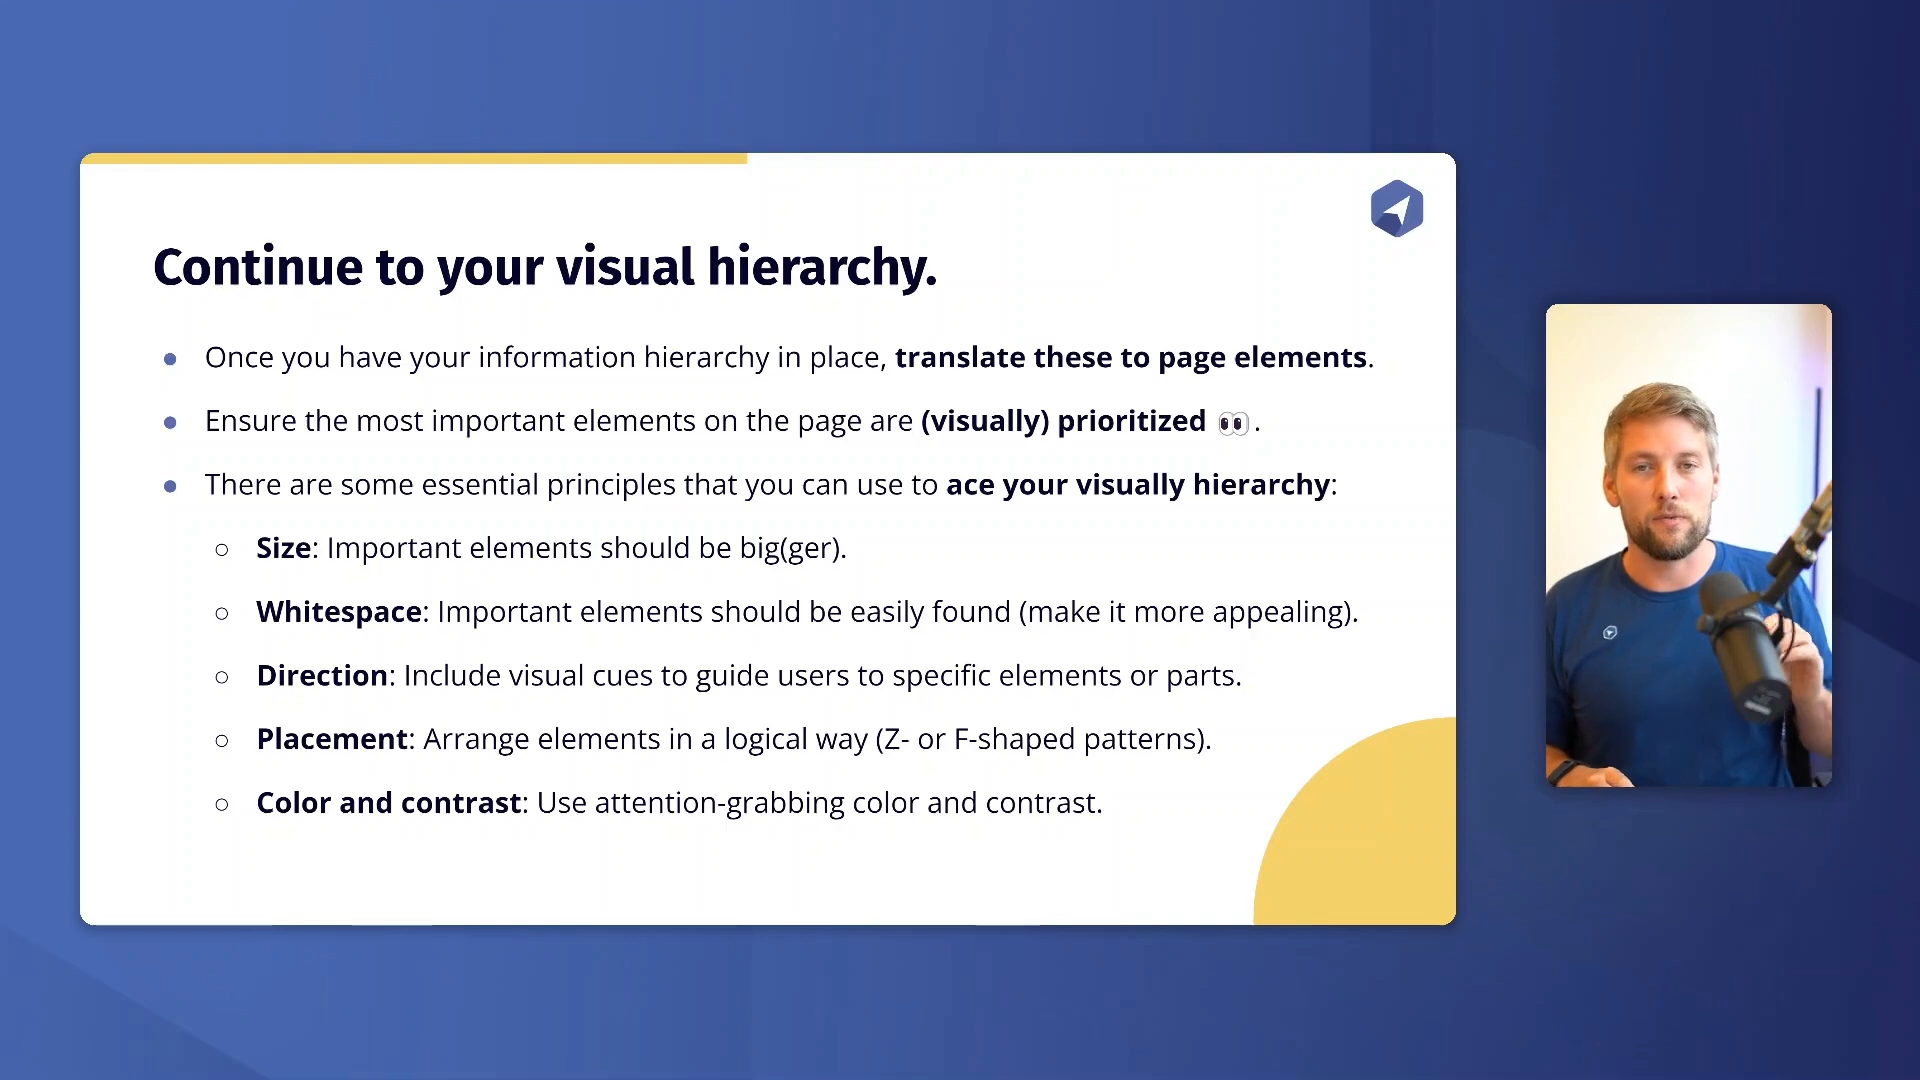 Continue to your visual hierarchy.
● Once you have your information hierarchy in place, translate these to page elements.
● Ensure the most important elements on the page are (visually) prioritized 👀.
● There are some essential principles that you can use to ace your visually hierarchy:
○ Size: Important elements should be big(ger).
○ Whitespace: Important elements should be easily found (make it more appealing).
○ Direction: Include visual cues to guide users to specific elements or parts.
○ Placement: Arrange elements in a logical way (Z- or F-shaped patterns).
○ Color and contrast: Use attention-grabbing color and contrast.